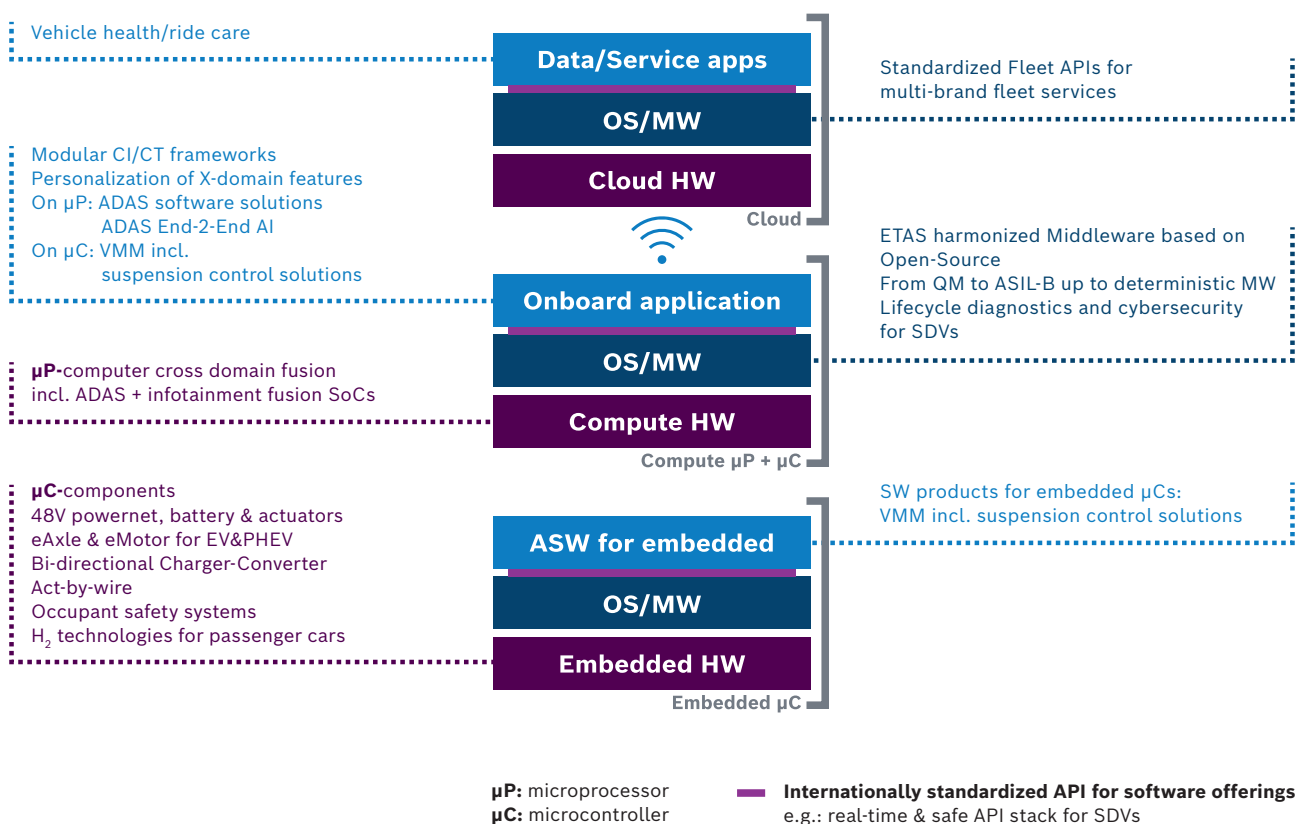 Vehicle health/ride care
Data/Service apps
OS/MW
Cloud HW
Cloud
Standardized Fleet APIs for
multi-brand fleet services
Modular CI/CT frameworks
Personalization of X-domain features
On µP: ADAS software solutions
ADAS End-2-End AI
On µC: VMM incl.
suspension control solutions
Onboard application
OS/MW
Compute HW
Compute µP + µC
ETAS harmonized Middleware based on
Open-Source
From QM to ASIL-B up to deterministic MW
Lifecycle diagnostics and cybersecurity
for SDVs
µP-computer cross domain fusion
incl. ADAS + infotainment fusion SoCs
µC-components
48V powernet, battery & actuators
eAxle & eMotor for EV&PHEV
Bi-directional Charger-Converter
Act-by-wire
Occupant safety systems
H₂ technologies for passenger cars
ASW for embedded
OS/MW
Embedded HW
Embedded µC
SW products for embedded µCs:
VMM incl. suspension control solutions
µP: microprocessor
µC: microcontroller
Internationally standardized API for software offerings
e.g.: real-time & safe API stack for SDVs